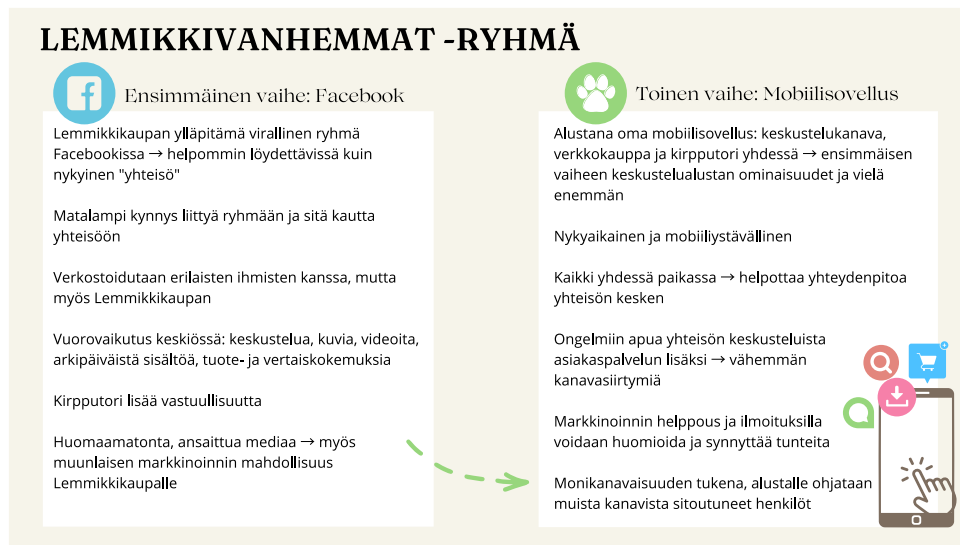 LEMMIKKIVANHEMMAT -RYHMÄ
Ensimmäinen vaihe: Facebook
Lemmikkikaupan ylläpitämä virallinen ryhmä
Facebookissa → helpommin löydettävissä kuin
nykyinen "yhteisö"
Matalampi kynnys liittyä ryhmään ja sitä kautta
yhteisöön
Verkostoidutaan erilaisten ihmisten kanssa, mutta
myös Lemmikkikaupan
Vuorovaikutus keskiössä: keskustelua, kuvia, videoita,
arkipäiväistä sisältöä, tuote- ja vertaiskokemuksia
Kirpputori lisää vastuullisuutta
Huomaamatonta, ansaittua mediaa → myös
muunlaisen markkinoinnin mahdollisuus
Lemmikkikaupalle
Toinen vaihe: Mobiilisovellus
Alustana oma mobiilisovellus: keskustelukanava,
verkkokauppa ja kirpputori yhdessä → ensimmäisen
vaiheen keskustelualustan ominaisuudet ja vielä
enemmän
Nykyaikainen ja mobiiliystävällinen
Kaikki yhdessä paikassa → helpottaa yhteydenpitoa
yhteisön kesken
Ongelmiin apua yhteisön keskusteluista
asiakaspalvelun lisäksi → vähemmän
kanavasiirtymiä
Markkinoinnin helppous ja ilmoituksilla
voidaan huomioida ja synnyttää tunteita
Monikanavaisuuden tukena, alustalle ohjataan
muista kanavista sitoutuneet henkilöt